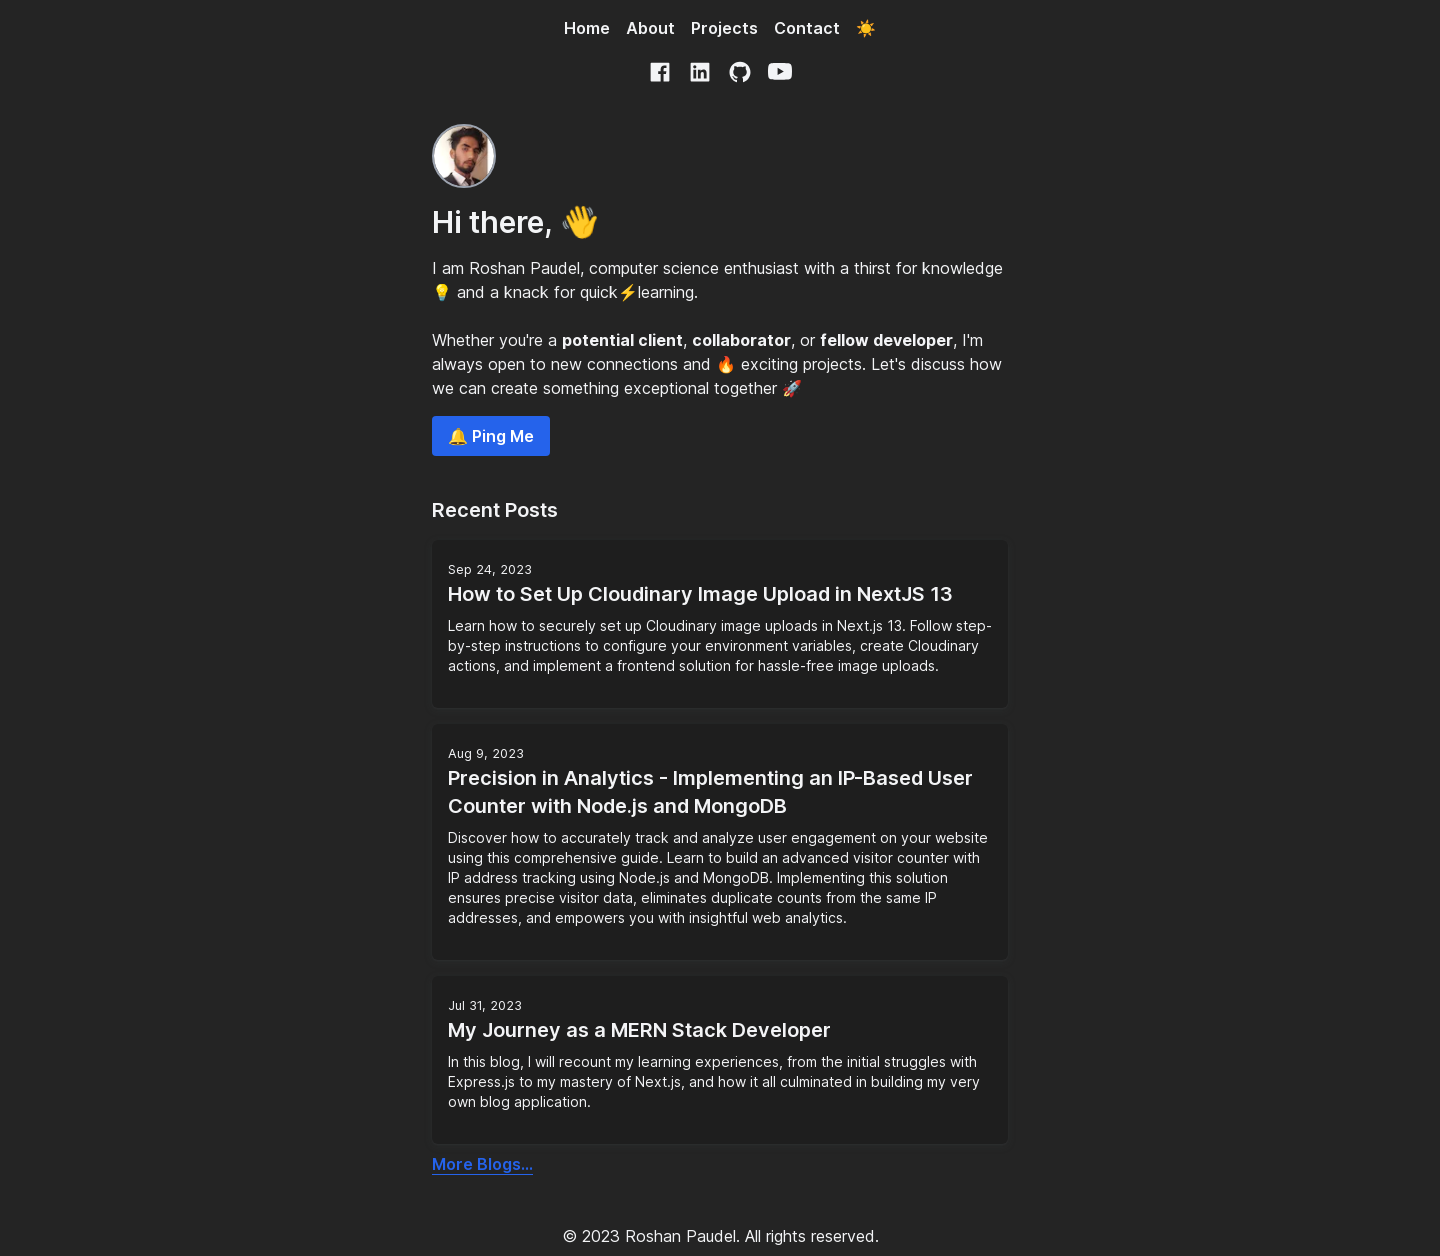 Home About Projects Contact ☀️
Hi there, 👋
I am Roshan Paudel, computer science enthusiast with a thirst for knowledge
💡 and a knack for quick⚡learning.
Whether you're a potential client, collaborator, or fellow developer, I'm
always open to new connections and 🔥 exciting projects. Let's discuss how
we can create something exceptional together 🚀
🔔 Ping Me
Recent Posts
Sep 24, 2023
How to Set Up Cloudinary Image Upload in NextJS 13
Learn how to securely set up Cloudinary image uploads in Next.js 13. Follow step-
by-step instructions to configure your environment variables, create Cloudinary
actions, and implement a frontend solution for hassle-free image uploads.
Aug 9, 2023
Precision in Analytics - Implementing an IP-Based User
Counter with Node.js and MongoDB
Discover how to accurately track and analyze user engagement on your website
using this comprehensive guide. Learn to build an advanced visitor counter with
IP address tracking using Node.js and MongoDB. Implementing this solution
ensures precise visitor data, eliminates duplicate counts from the same IP
addresses, and empowers you with insightful web analytics.
Jul 31, 2023
My Journey as a MERN Stack Developer
In this blog, I will recount my learning experiences, from the initial struggles with
Express.js to my mastery of Next.js, and how it all culminated in building my very
own blog application.
More Blogs...
© 2023 Roshan Paudel. All rights reserved.